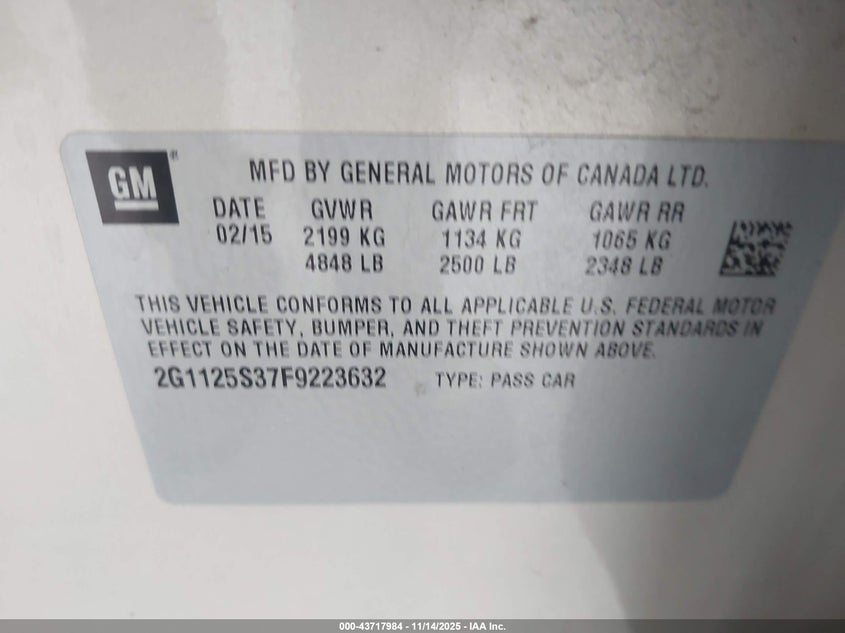 GM®
MFD BY GENERAL MOTORS OF CANADA LTD.
DATE GVWR GAWR FRT GAWR RR
02/15 2199 KG 1134 KG 1065 KG
4848 LB 2500 LB 2348 LB
THIS VEHICLE CONFORMS TO ALL APPLICABLE U.S. FEDERAL MOTOR
VEHICLE SAFETY, BUMPER, AND THEFT PREVENTION STANDARDS IN
EFFECT ON THE DATE OF MANUFACTURE SHOWN ABOVE.
2G1125S37F9223632 TYPE: PASS CAR
000-43717984 - 11/14/2025 - IAA Inc.